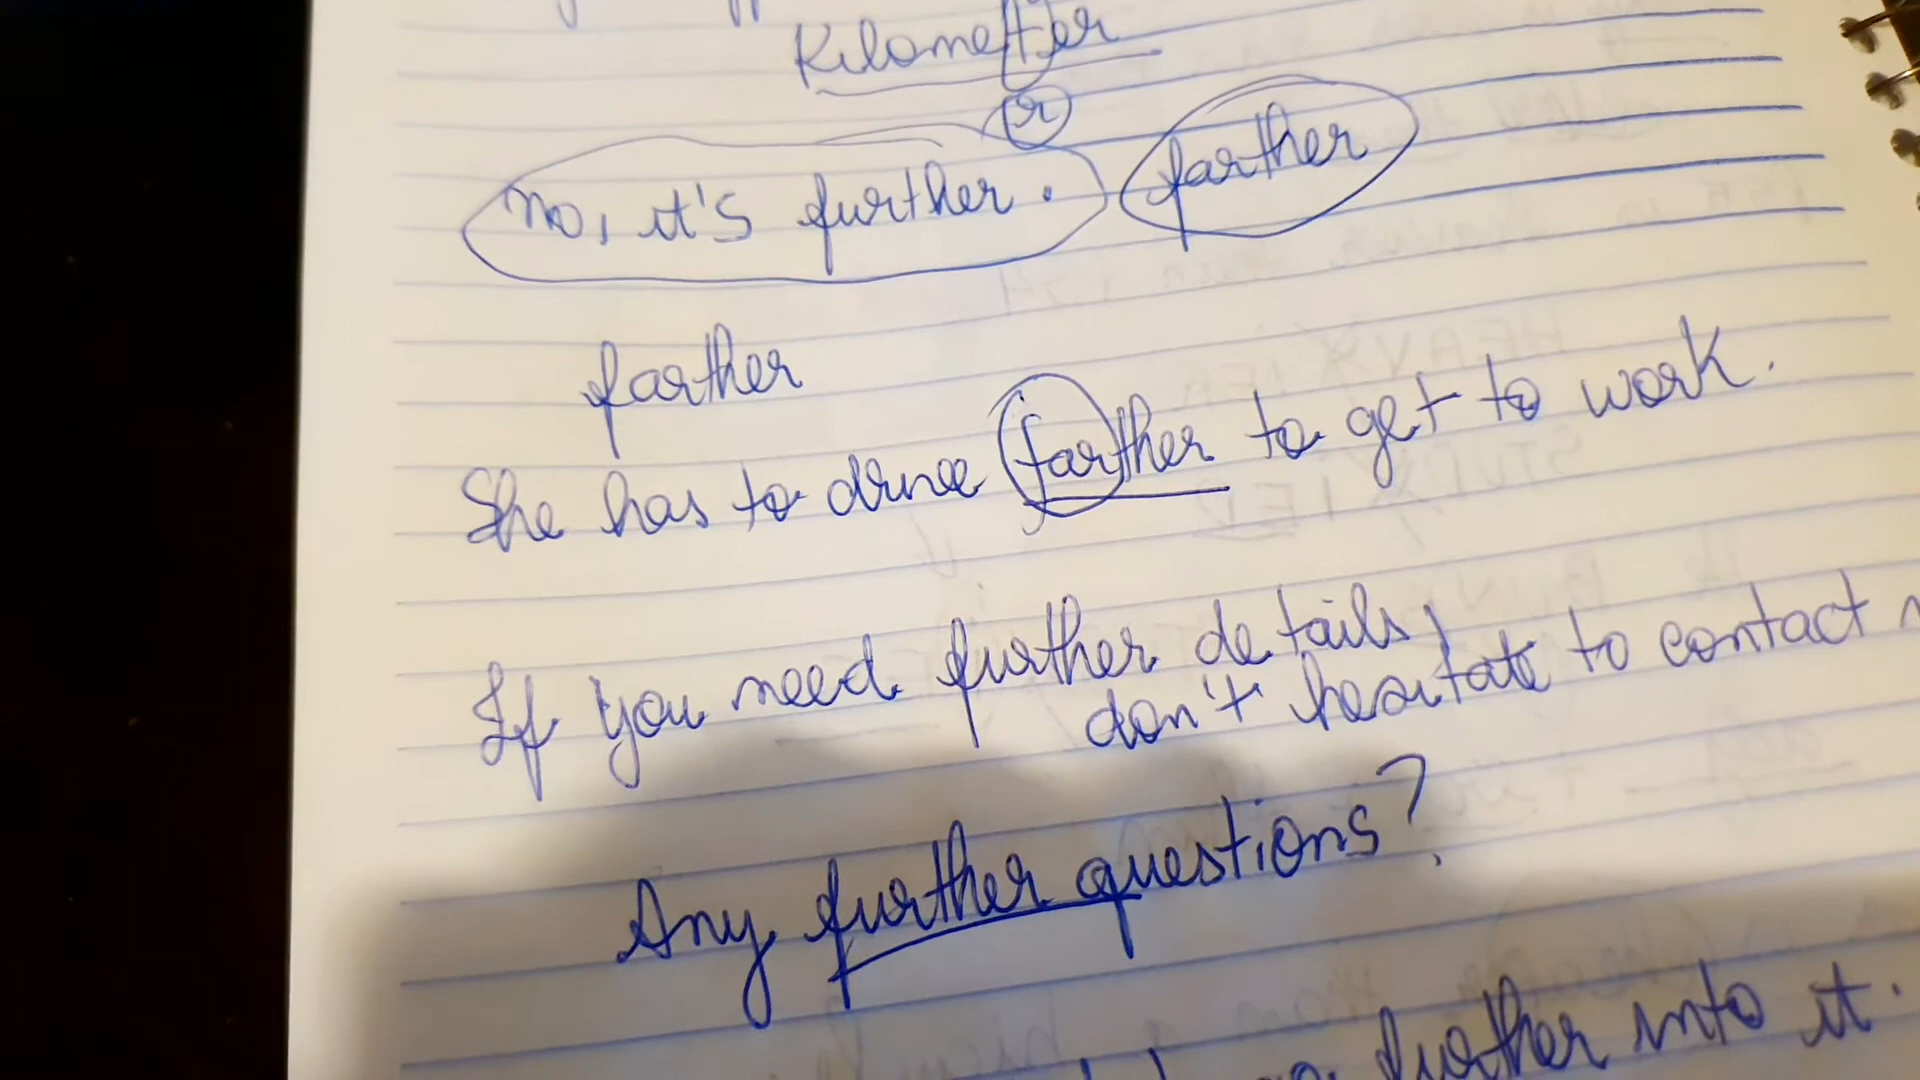 Kilometter
r
no, it's further. farther
farther
She has to drive farther to get to work.
If you need further details,
don't hesitate to contact
Any further questions?
further into it.